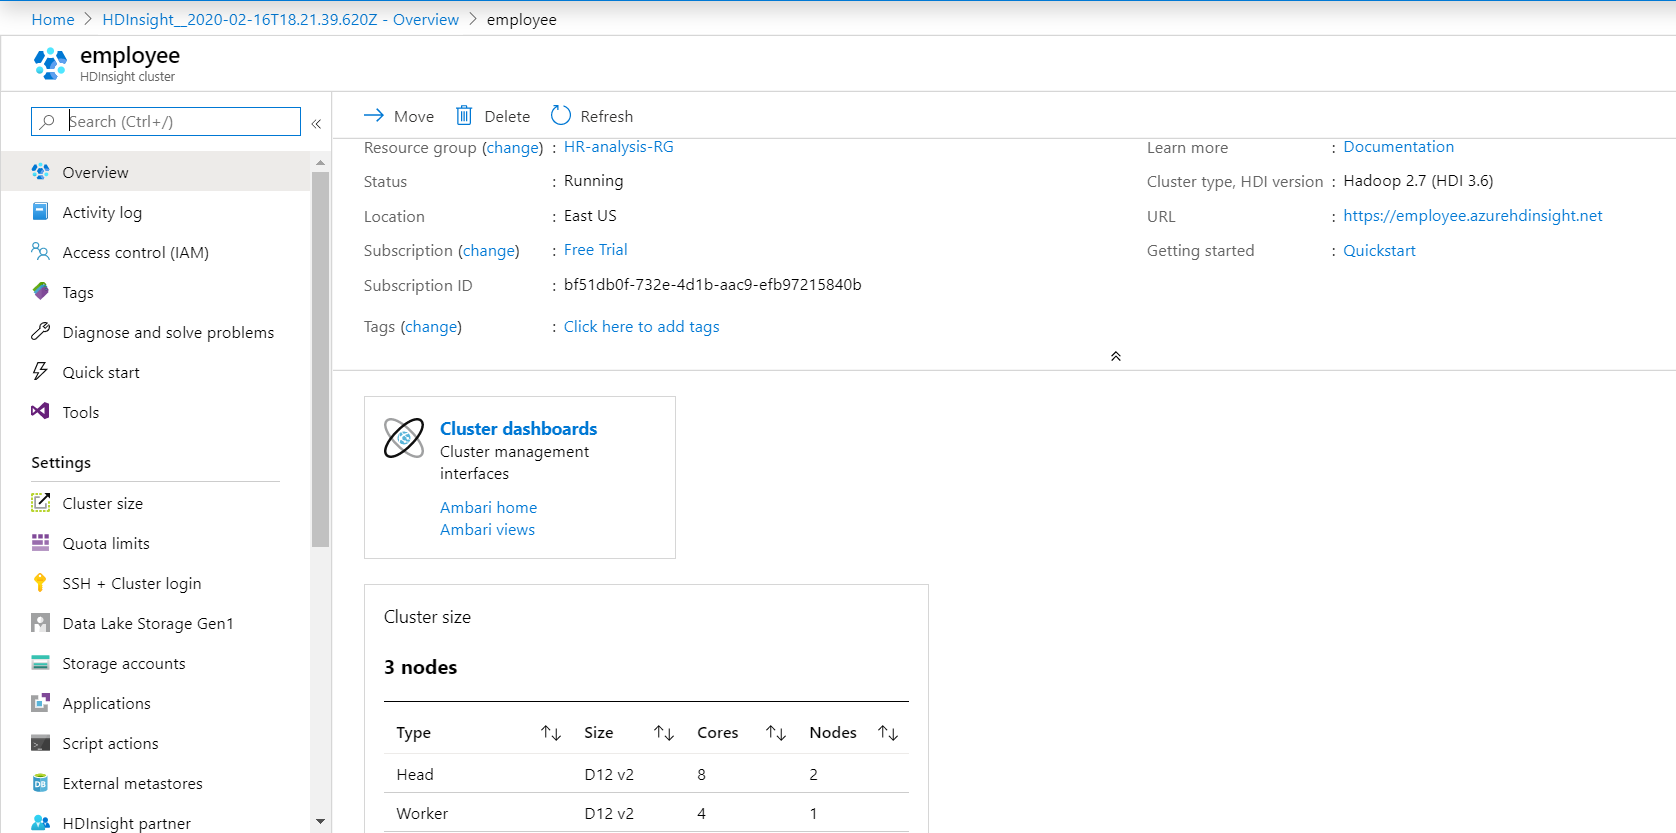 Home > HDInsight__2020-02-16T18.21.39.620Z - Overview > employee
employee
HDInsight cluster
Search (Ctrl+/)
«
Overview
Activity log
Access control (IAM)
Tags
Diagnose and solve problems
Quick start
Tools
Settings
Cluster size
Quota limits
SSH + Cluster login
Data Lake Storage Gen1
Storage accounts
Applications
Script actions
External metastores
HDInsight partner
Move Delete Refresh
Resource group (change) : HR-analysis-RG
Status : Running
Location : East US
Subscription (change) : Free Trial
Subscription ID : bf51db0f-732e-4d1b-aac9-efb97215840b
Tags (change) : Click here to add tags
Learn more : Documentation
Cluster type, HDI version : Hadoop 2.7 (HDI 3.6)
URL : https://employee.azurehdinsight.net
Getting started : Quickstart
Cluster dashboards
Cluster management
interfaces
Ambari home
Ambari views
Cluster size
3 nodes
Type Size Cores Nodes
Head D12 v2 8 2
Worker D12 v2 4 1